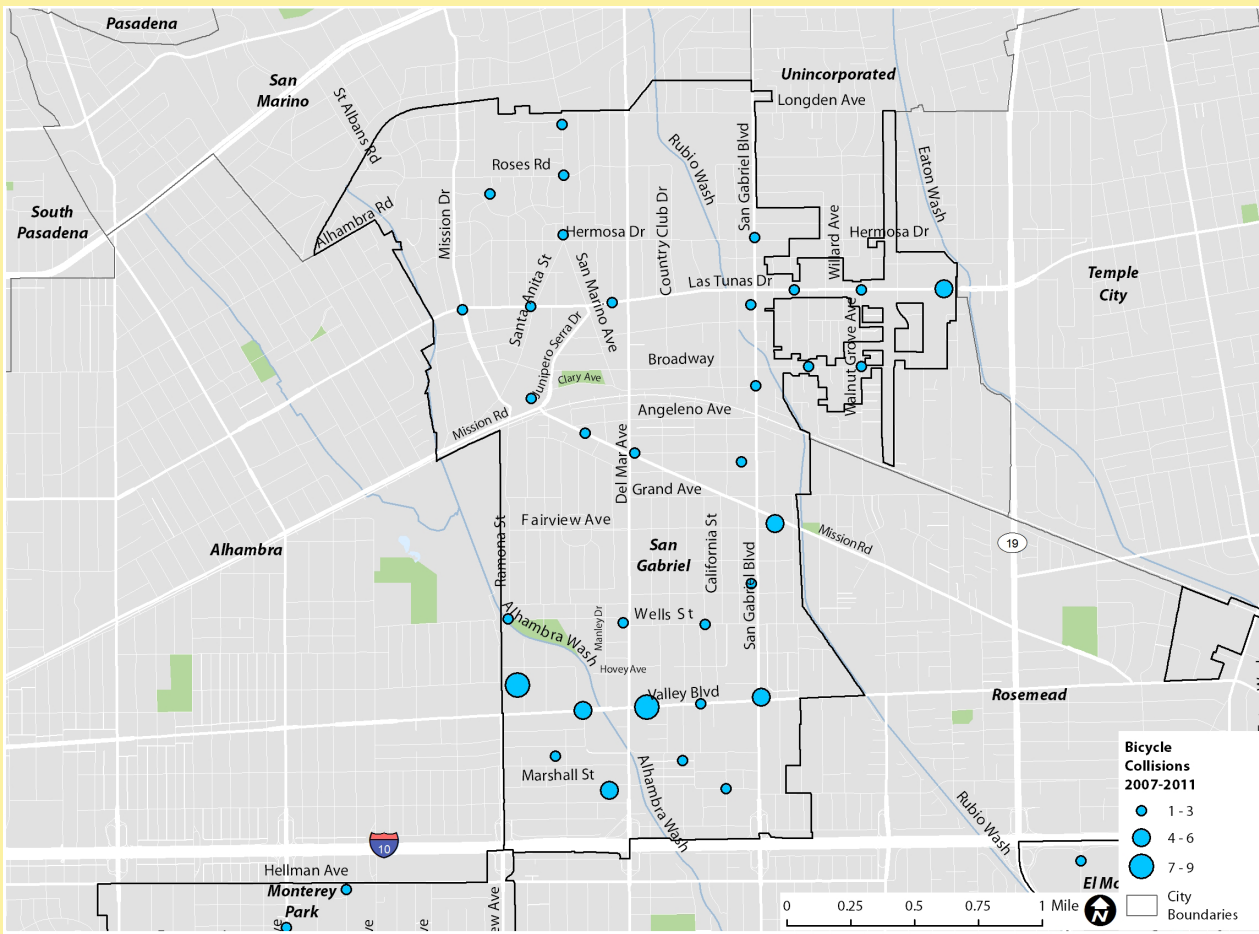 Pasadena
San
Marino
St Albans Rd
Unincorporated
Longden Ave
Rubio Wash
San Gabriel Blvd
Eaton Wash
Roses Rd
South
Pasadena
Alhambra Rd
Mission Dr
Country Club Dr
Willard Ave
Hermosa Dr
Hermosa Dr
Santa Anita St
San Marino Ave
Las Tunas Dr
Temple
City
Junipero Serra Dr
Walnut Grove Ave
Broadway
Clary Ave
Mission Rd
Angeleno Ave
Del Mar Ave
Grand Ave
Fairview Ave
Ramona St
San
Gabriel
California St
San Gabriel Blvd
Mission Rd
19
Alhambra
Alhambra Wash
Manley Dr
Wells St
Hovey Ave
Valley Blvd
Rosemead
Marshall St
Alhambra Wash
Rubio Wash
10
Hellman Ave
Monterey
Park
ew Ave
El Mo
Bicycle
Collisions
2007-2011
1 - 3
4 - 6
7 - 9
City
Boundaries
0 0.25 0.5 0.75 1 Mile
N